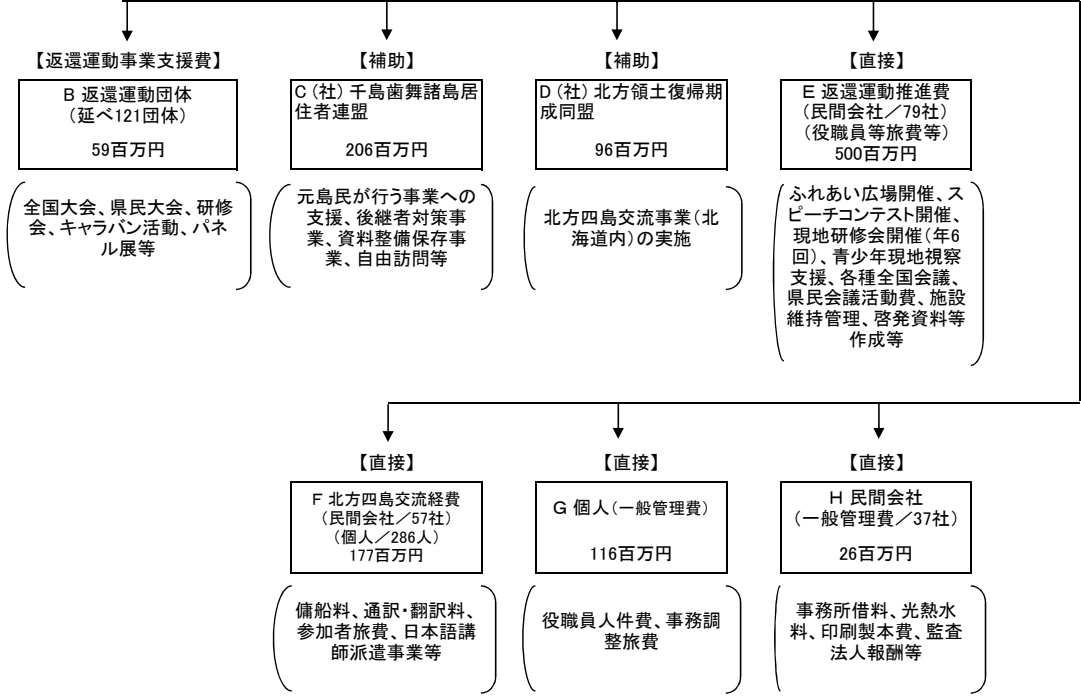 【返還運動事業支援費】
B 返還運動団体
(延べ121団体)
59百万円
全国大会、県民大会、研修
会、キャラバン活動、パネ
ル展等
【補助】
C (社) 千島歯舞諸島居
住者連盟
206百万円
元島民が行う事業への
支援、後継者対策事
業、資料整備保存事
業、自由訪問等
【補助】
D (社) 北方領土復帰期
成同盟
96百万円
北方四島交流事業(北
海道内)の実施
【直接】
E 返還運動推進費
(民間会社/79社)
(役職員等旅費等)
500百万円
ふれあい広場開催、ス
ピーチコンテスト開催、
現地研修会開催(年6
回)、青少年現地視察
支援、各種全国会議、
県民会議活動費、施設
維持管理、啓発資料等
作成等
【直接】
F 北方四島交流経費
(民間会社/57社)
(個人/286人)
177百万円
傭船料、通訳・翻訳料、
参加者旅費、日本語講
師派遣事業等
【直接】
G 個人(一般管理費)
116百万円
役職員人件費、事務調
整旅費
【直接】
H 民間会社
(一般管理費/37社)
26百万円
事務所借料、光熱水
料、印刷製本費、監査
法人報酬等